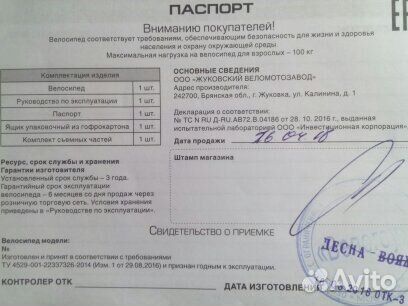 ПАСПОРТ
Вниманию покупателей!
Велосипед соответствует требованиям, обеспечивающим безопасность для жизни и здоровья
населения и охрану окружающей среды.
Максимальная нагрузка на велосипед для взрослых – 100 кг
Комплектация изделия
Велосипед 1 шт.
Руководство по эксплуатации 1 шт.
Паспорт 1 шт.
Ящик упаковочный из гофрокартона 1 шт.
Комплект съемных частей 1 шт.
ОСНОВНЫЕ СВЕДЕНИЯ
ООО «ЖУКОВСКИЙ ВЕЛОМОТОЗАВОД»
Адрес производителя:
242700, Брянская обл., г. Жуковка, ул. Калинина, д. 1
Декларация о соответствии:
№ ТС N RU Д-RU.АВ72.В.04186 от 28. 10. 2016 г., выданная
испытательной лабораторией ООО «Инвестиционная корпорация»
Дата продажи
Ресурс, срок службы и хранения
Гарантии изготовителя
Установленный срок службы – 3 года.
Гарантийный срок эксплуатации
велосипеда – 6 месяцев со дня продажи через
розничную торговую сеть. Условия хранения
приведены в «Руководстве по эксплуатации».
Штамп магазина
Свидетельство о приемке
Велосипед модели:
№
Изготовлен и принят в соответствии с требованиями
ТУ 4529-001-22337326-2014 (Изм. 1 от 29.08.2016) и признан годным к эксплуатации.
ДЕСНА
КОНТРОЛЕР ОТК
ДАТА ИЗГОТОВЛЕНИЯ
2016 ОТК-3
Avito